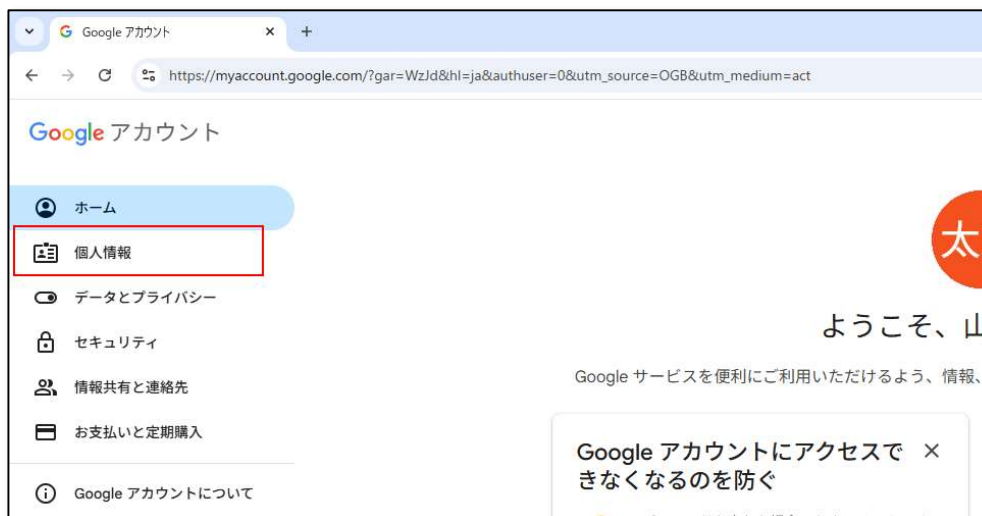 Google アカウント
https://myaccount.google.com/?gar=WzJd&hl=ja&authuser=0&utm_source=OGB&utm_medium=act
Google アカウント
ホーム
個人情報
データとプライバシー
セキュリティ
情報共有と連絡先
お支払いと定期購入
Google アカウントについて
太
ようこそ、山
Google サービスを便利にご利用いただけるよう、情報、
Google アカウントにアクセスで
きなくなるのを防ぐ